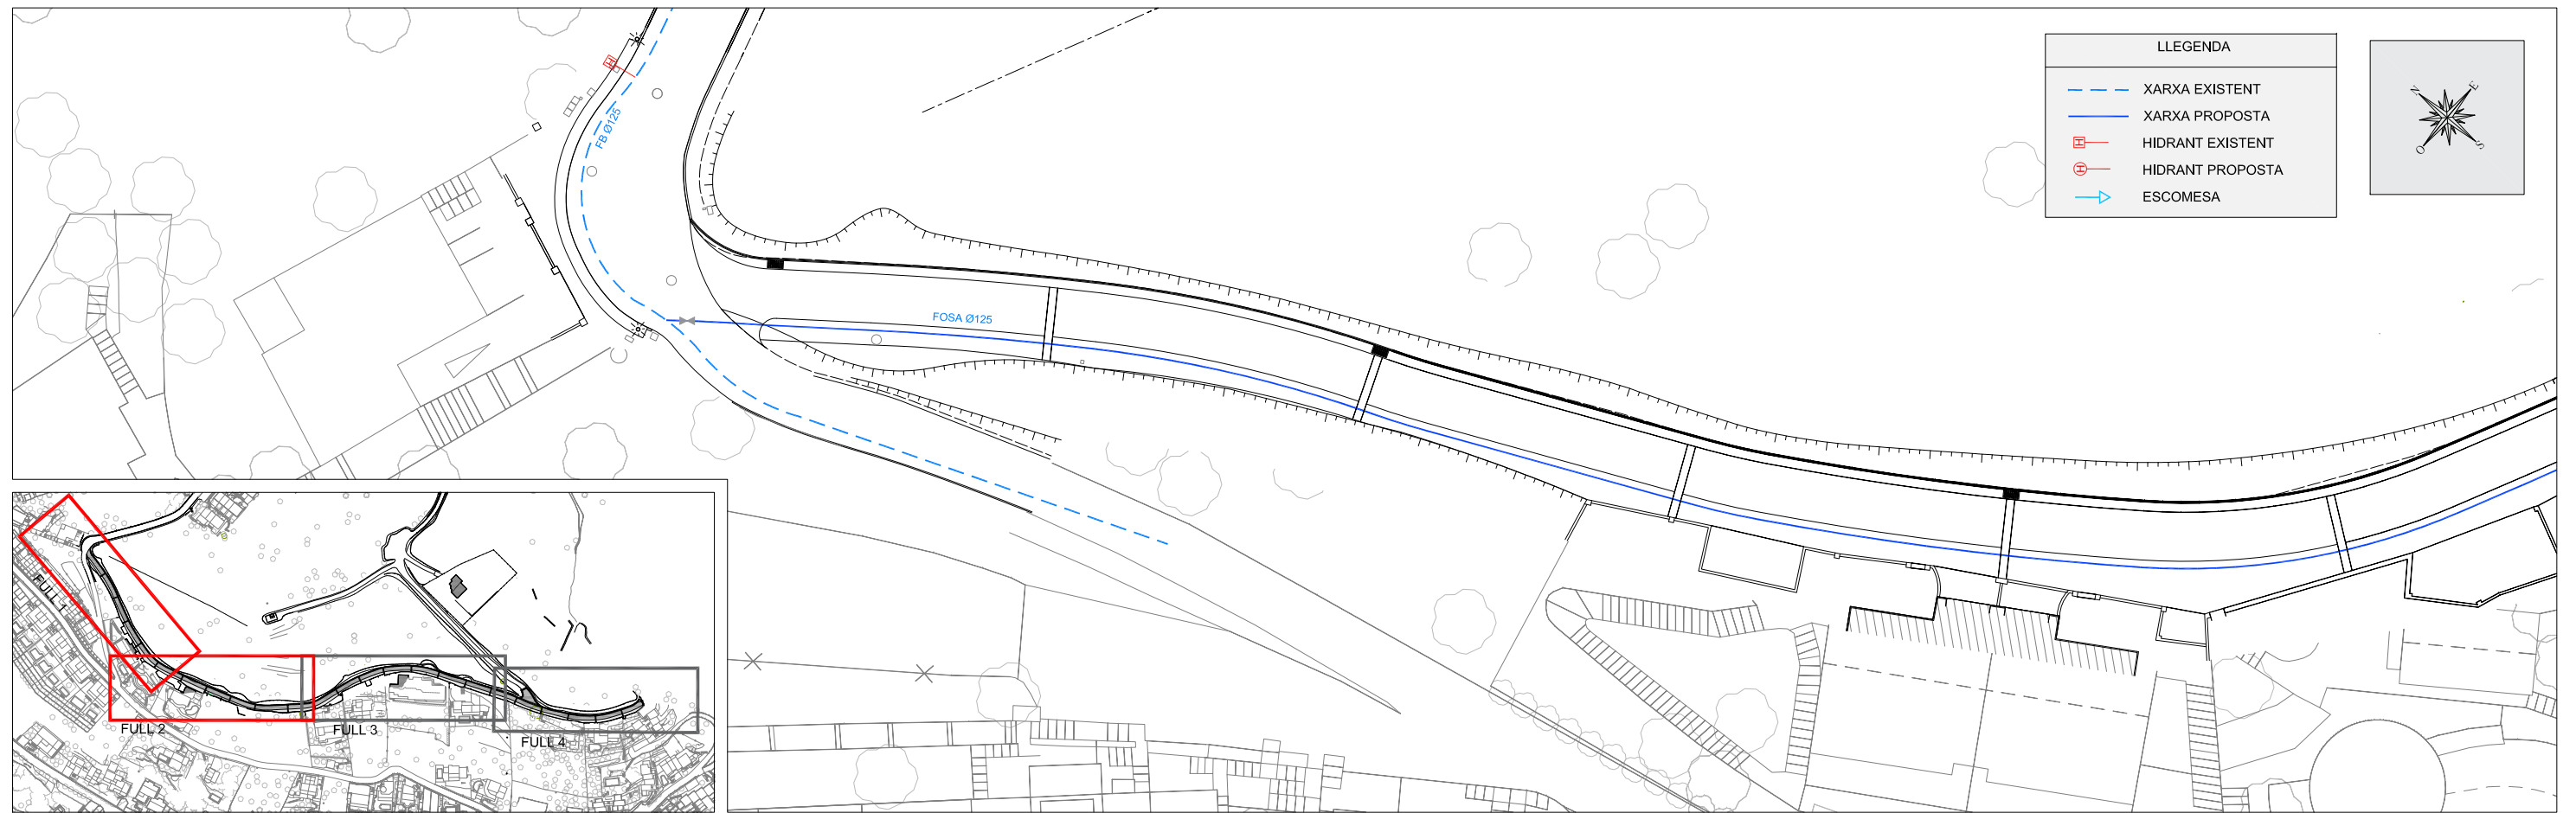 LLEGENDA
XARXA EXISTENT
XARXA PROPOSTA
H HIDRANT EXISTENT
H HIDRANT PROPOSTA
ESCOMESA
N
E
O
S
H
FB Ø125
FOSA Ø125
FULL 1
FULL 2
FULL 3
FULL 4